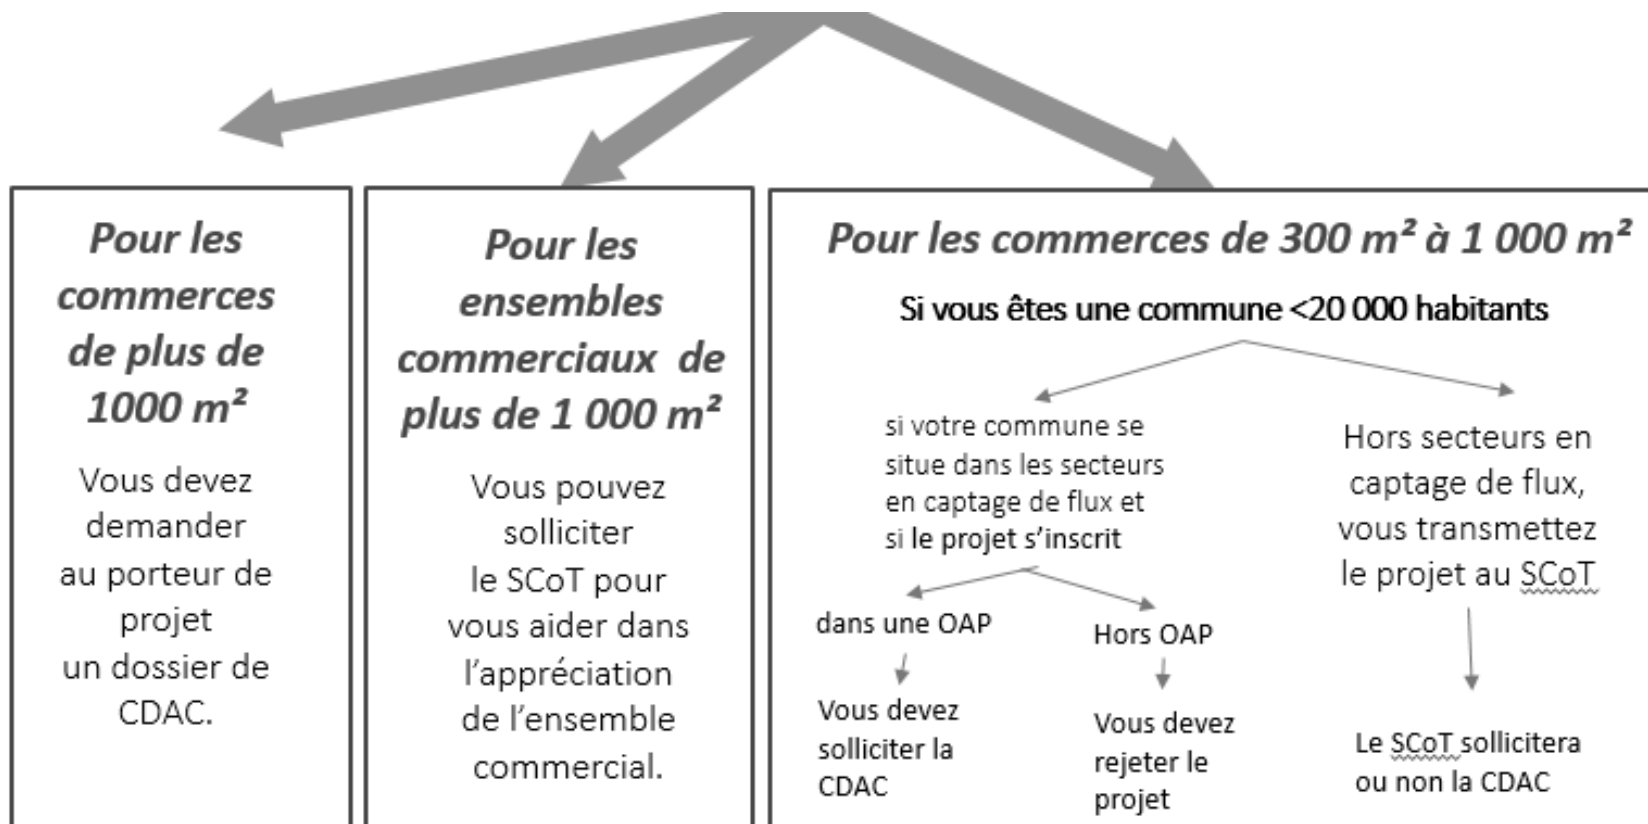 Pour les
commerces
de plus de
1000 m²
Vous devez
demander
au porteur de
projet
un dossier de
CDAC.
Pour les
ensembles
commerciaux de
plus de 1 000 m²
Vous pouvez
solliciter
le SCoT pour
vous aider dans
l'appréciation
de l'ensemble
commercial.
Pour les commerces de 300 m² à 1 000 m²
Si vous êtes une commune <20 000 habitants
si votre commune se
situe dans les secteurs
en captage de flux et
si le projet s'inscrit
dans une OAP
Vous devez
solliciter la
CDAC
Hors OAP
Vous devez
rejeter le
projet
Hors secteurs en
captage de flux,
vous transmettez
le projet au SCoT
Le SCoT sollicitera
ou non la CDAC